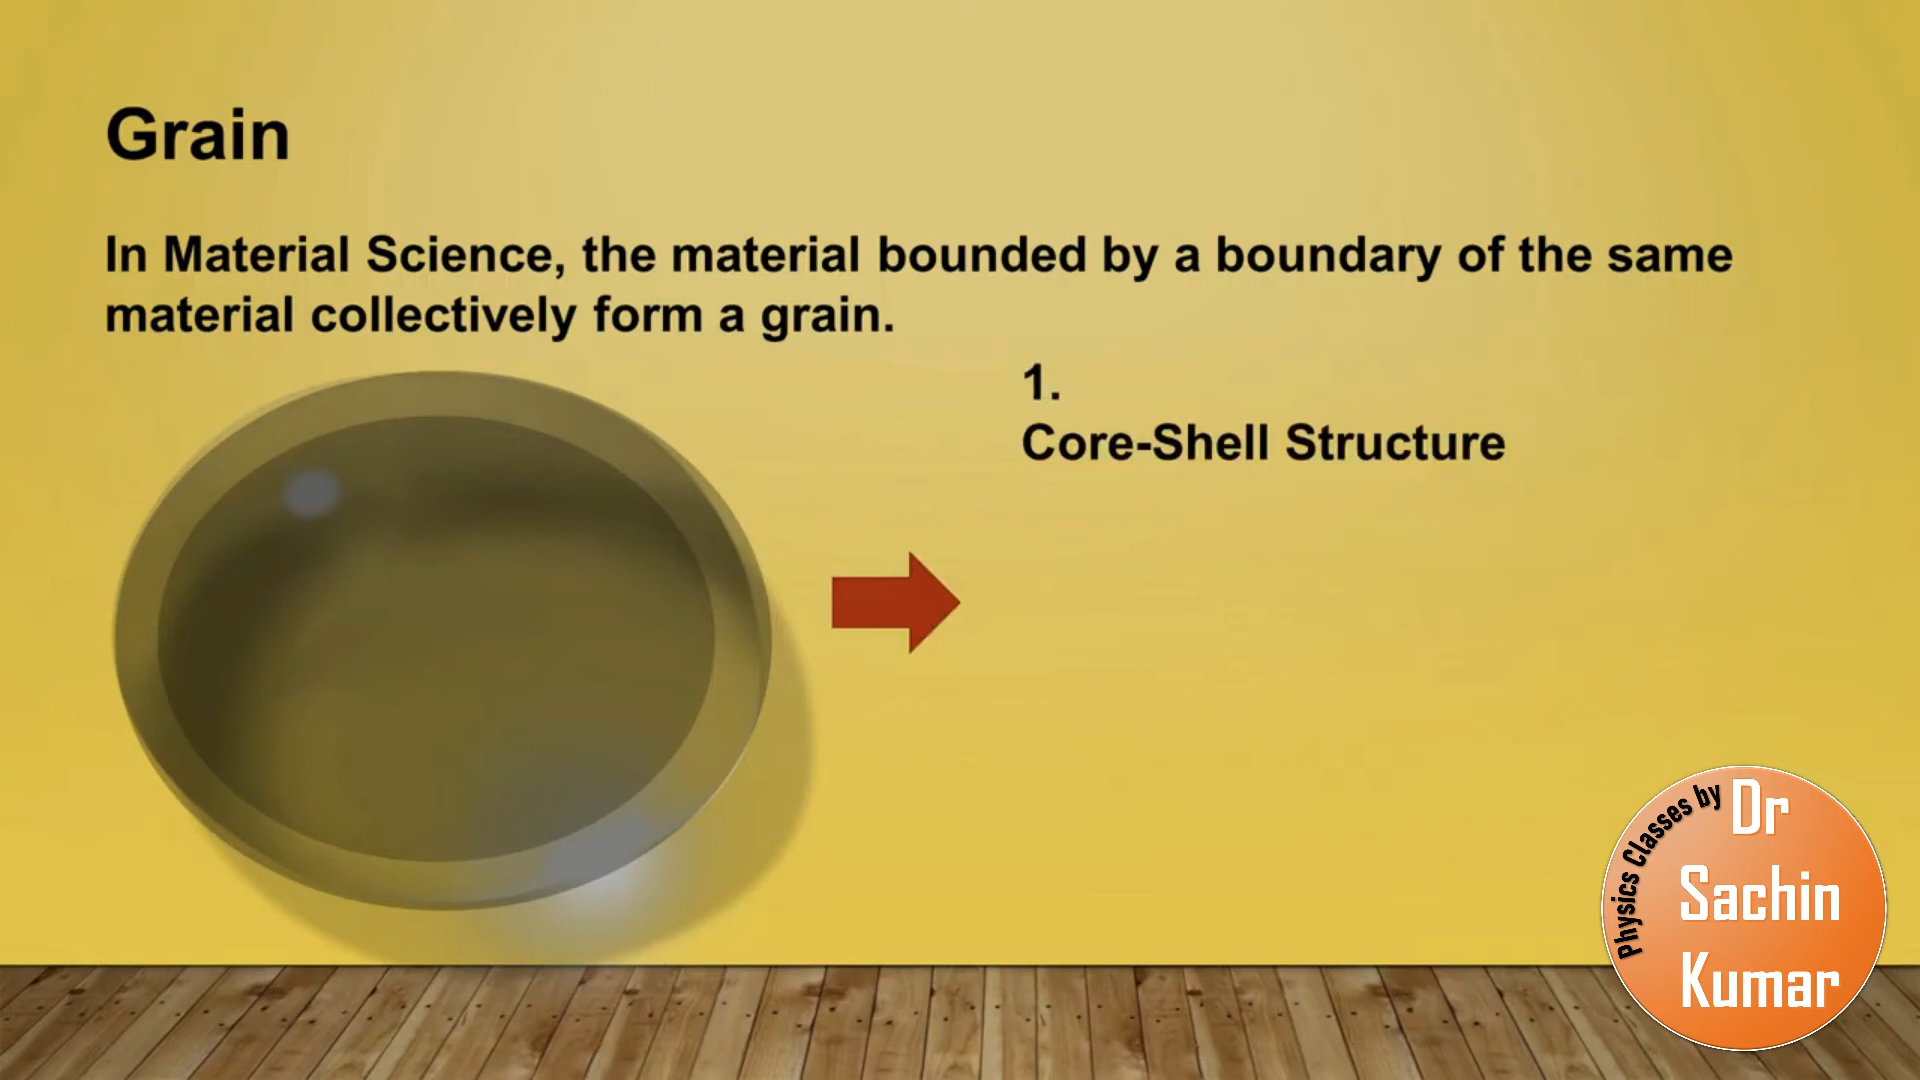 Grain
In Material Science, the material bounded by a boundary of the same
material collectively form a grain.
1.
Core-Shell Structure
Physics Classes by
Dr
Sachin
Kumar